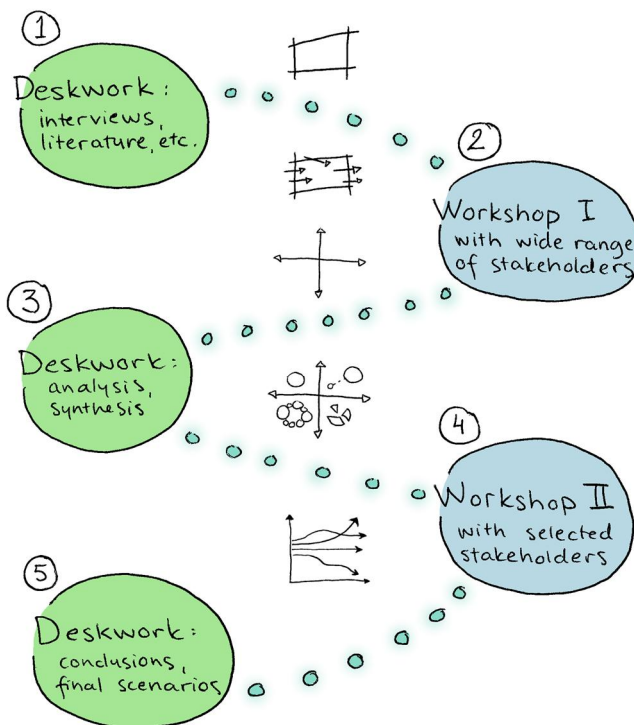 1
Deskwork:
interviews,
literature, etc.
2
Workshop I
with wide range
of stakeholders
3
Deskwork:
analysis,
synthesis
4
Workshop II
with selected
stakeholders
5
Deskwork:
conclusions,
final scenarios